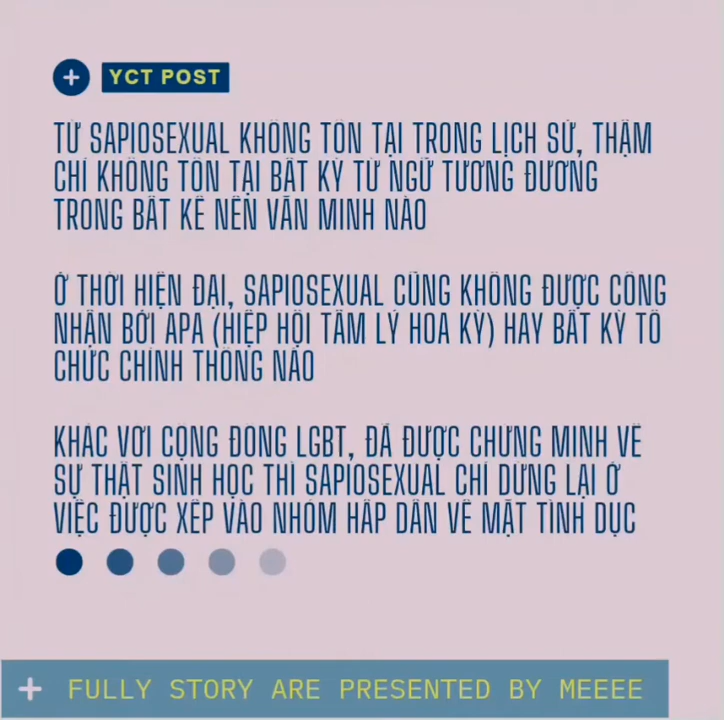 + YCT POST
TỪ SAPIOSEXUAL KHÔNG TỒN TẠI TRONG LỊCH SỬ, THẬM
CHÍ KHÔNG TỒN TẠI BẤT KỲ TỪ NGỮ TƯƠNG ĐƯƠNG
TRONG BẤT KỂ NỀN VĂN MINH NÀO
Ở THỜI HIỆN ĐẠI, SAPIOSEXUAL CŨNG KHÔNG ĐƯỢC CÔNG
NHẬN BỞI APA (HIỆP HỘI TÂM LÝ HOA KỲ) HAY BẤT KỲ TỔ
CHỨC CHÍNH THỐNG NÀO
KHÁC VỚI CỘNG ĐỒNG LGBT, ĐÃ ĐƯỢC CHỨNG MINH VỀ
SỰ THẬT SINH HỌC THÌ SAPIOSEXUAL CHỈ DỪNG LẠI Ở
VIỆC ĐƯỢC XẾP VÀO NHÓM HẤP DẪN VỀ MẶT TÌNH DỤC
+ FULLY STORY ARE PRESENTED BY MEEEE